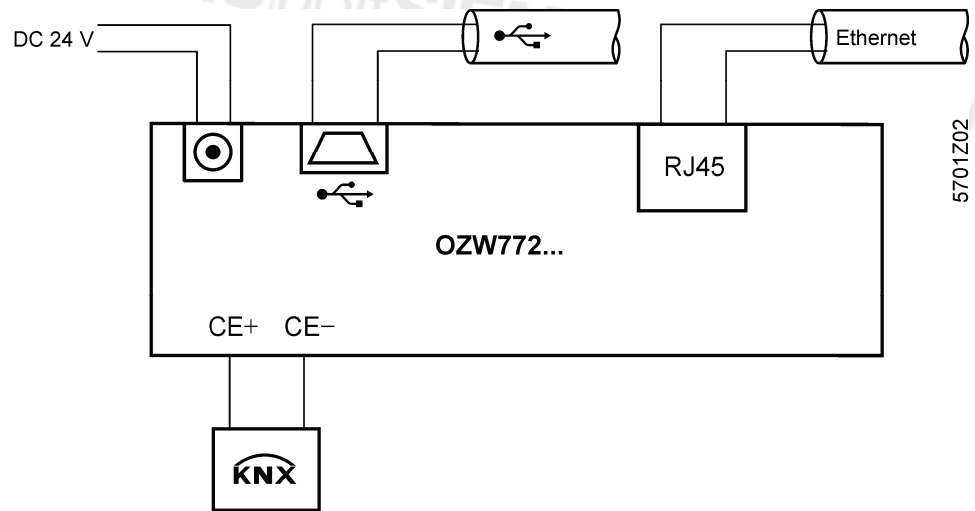 DC 24 V
Ethernet
RJ45
5701Z02
OZW772...
CE+ CE−
KNX